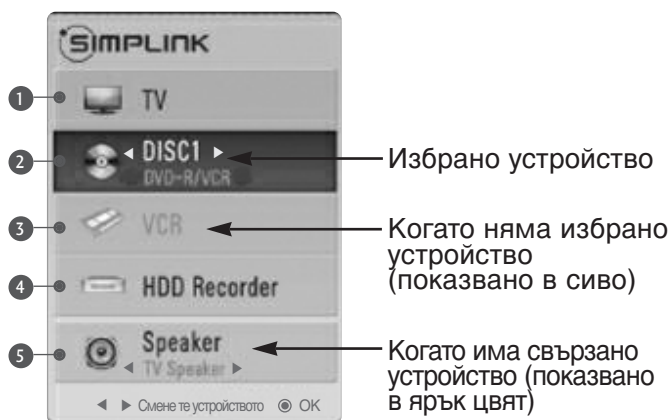 SIMPLINK
1 TV
2 ◄ DISC1 ►
DVD-R/VCR
Избрано устройство
3 VCR
Когато няма избрано
устройство
(показвано в сиво)
4 HDD Recorder
5 Speaker
◄ TV Speaker ►
Когато има свързано
устройство (показвано
в ярък цвят)
◄ ► Смене те устройството ◉ OK